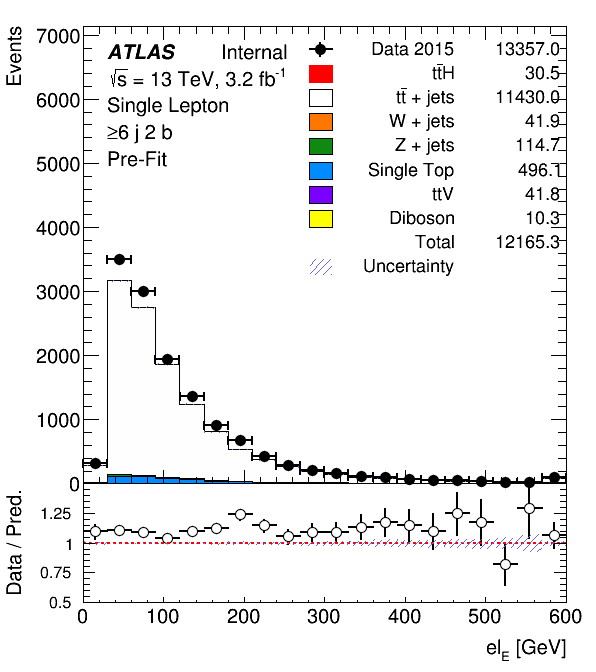 Events
7000
6000
5000
4000
3000
2000
1000
0
ATLAS Internal
√s = 13 TeV, 3.2 fb⁻¹
Single Lepton
≥6 j 2 b
Pre-Fit
Data 2015 13357.0
tt̄H 30.5
tt̄ + jets 11430.0
W + jets 41.9
Z + jets 114.7
Single Top 496.1
ttV 41.8
Diboson 10.3
Total 12165.3
Uncertainty
Data / Pred.
1.25
1
0.75
0.5
0 100 200 300 400 500 600
el_E [GeV]